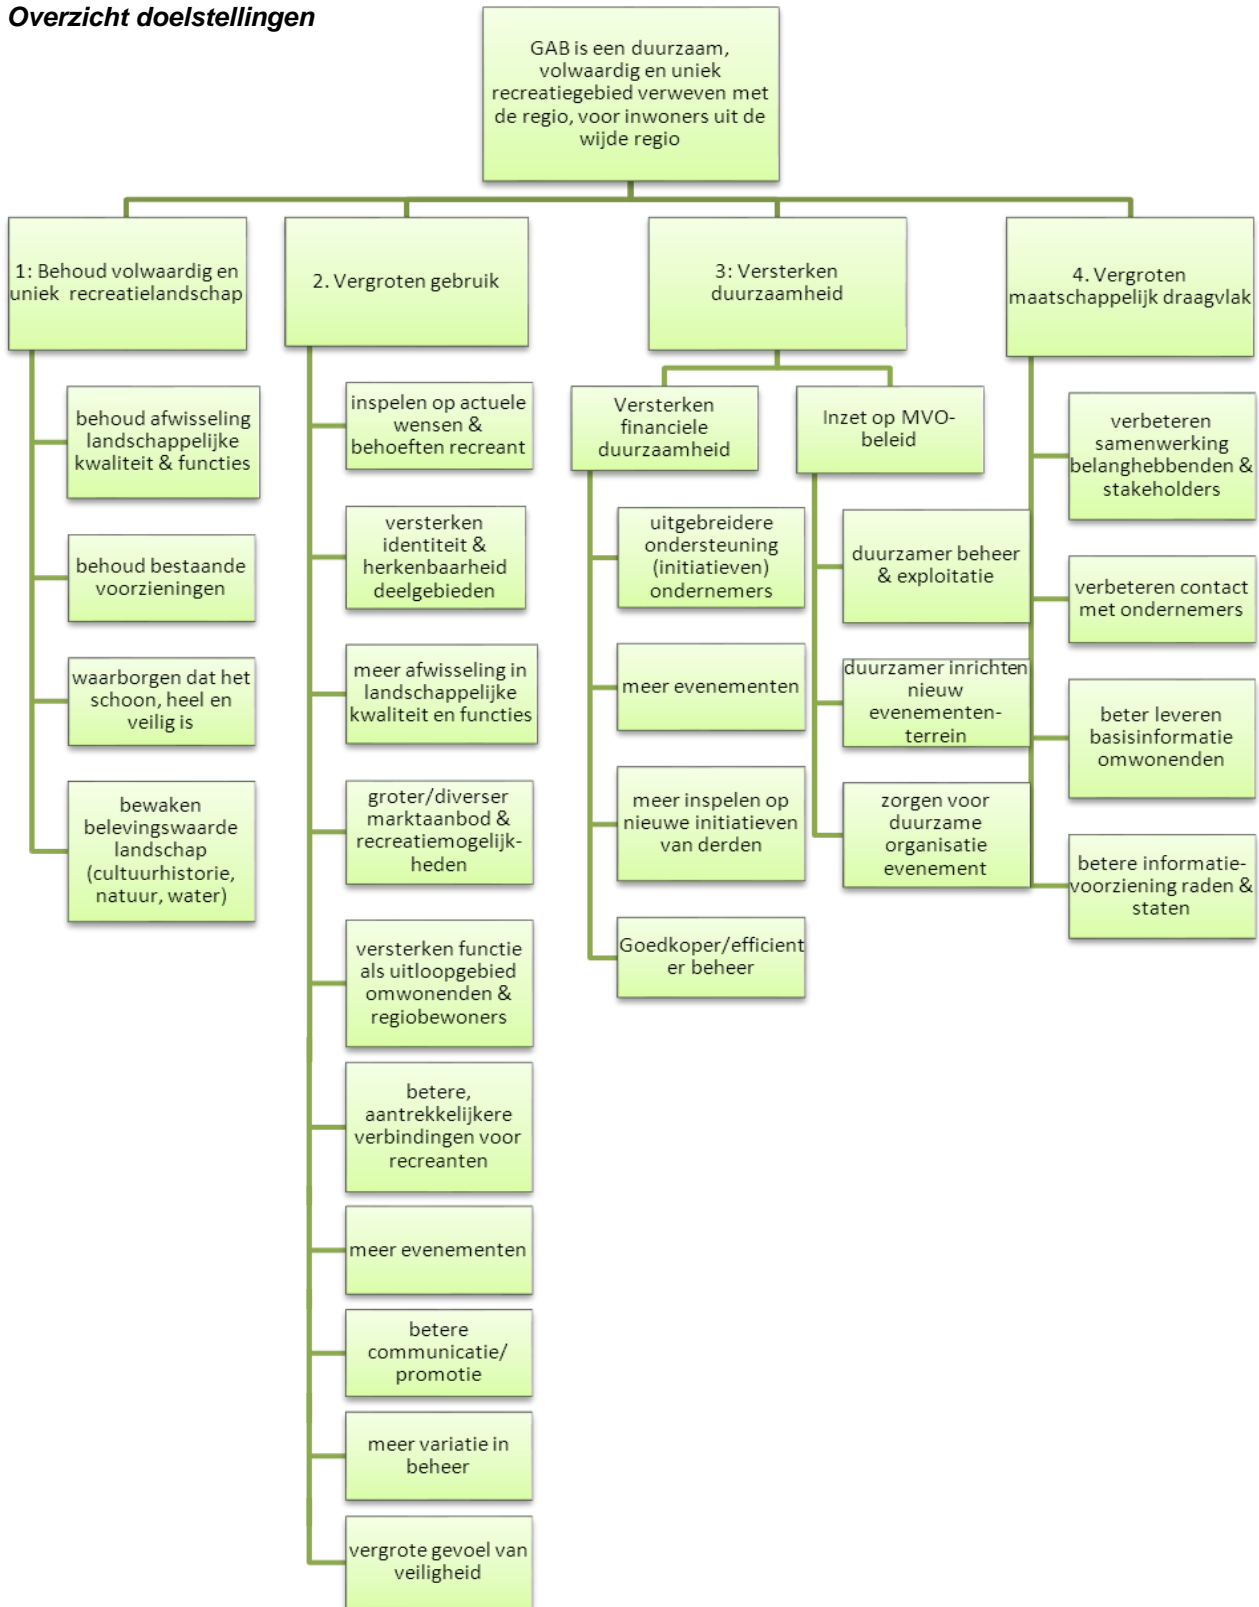 Overzicht doelstellingen
GAB is een duurzaam,
volwaardig en uniek
recreatiegebied verweven met
de regio, voor inwoners uit de
wijde regio
1: Behoud volwaardig en
uniek recreatielandschap
behoud afwisseling
landschappelijke
kwaliteit & functies
behoud bestaande
voorzieningen
waarborgen dat het
schoon, heel en
veilig is
bewaken
belevingswaarde
landschap
(cultuurhistorie,
natuur, water)
2. Vergroten gebruik
inspelen op actuele
wensen &
behoeften recreant
versterken
identiteit &
herkenbaarheid
deelgebieden
meer afwisseling in
landschappelijke
kwaliteit en functies
groter/diverser
marktaanbod &
recreatiemogelijk-
heden
versterken functie
als uitloopgebied
omwonenden &
regiobewoners
betere,
aantrekkelijkere
verbindingen voor
recreanten
meer evenementen
betere
communicatie/
promotie
meer variatie in
beheer
vergrote gevoel van
veiligheid
3: Versterken
duurzaamheid
Versterken
financiele
duurzaamheid
uitgebreidere
ondersteuning
(initiatieven)
ondernemers
meer evenementen
meer inspelen op
nieuwe initiatieven
van derden
Goedkoper/efficient
er beheer
Inzet op MVO-
beleid
duurzamer beheer
& exploitatie
duurzamer inrichten
nieuw
evenementen-
terrein
zorgen voor
duurzame
organisatie
evenement
4. Vergroten
maatschappelijk draagvlak
verbeteren
samenwerking
belanghebbenden &
stakeholders
verbeteren contact
met ondernemers
beter leveren
basisinformatie
omwonenden
betere informatie-
voorziening raden &
staten